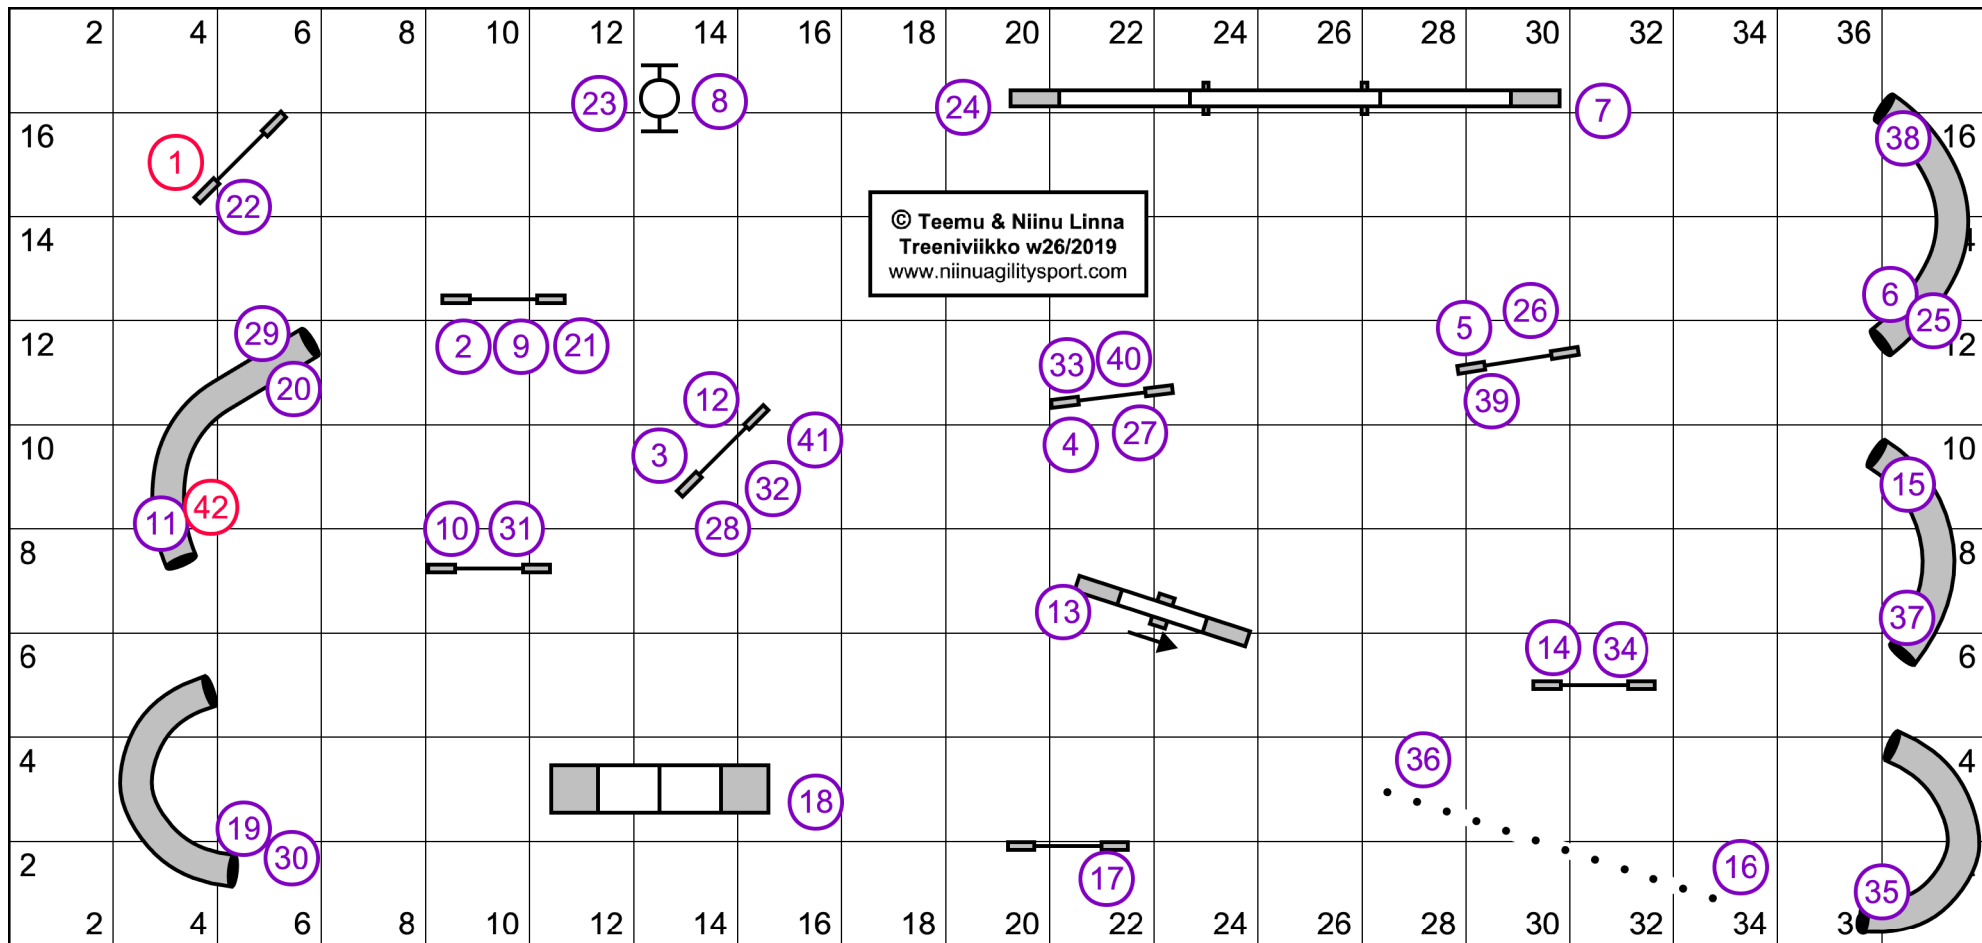 2 4 6 8 10 12 14 16 18 20 22 24 26 28 30 32 34 36
23 8 24 7
16 1 38 16
22
© Teemu & Niinu Linna
14 Treeniviikko w26/2019
www.niinuagilitysport.com
6 26
29 5 25
12 2 9 21 33 40 12
20 12 39
10 3 41 4 27 10
32 15
11 42 10 31 28
8 8
13 37
6 14 34 6
4 36 4
18
19
2 30 17 16
35
2 4 6 8 10 12 14 16 18 20 22 24 26 28 30 32 34